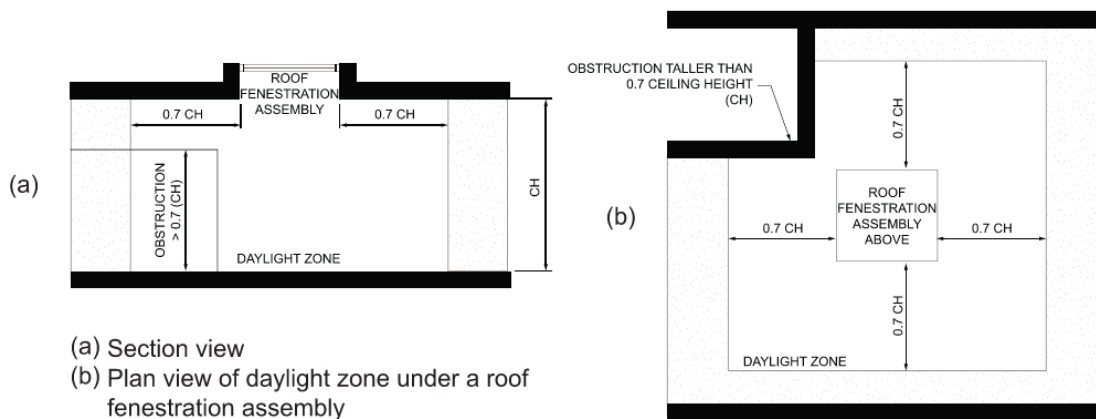 (a)
ROOF
FENESTRATION
ASSEMBLY
0.7 CH
0.7 CH
OBSTRUCTION
> 0.7 (CH)
CH
DAYLIGHT ZONE
(a) Section view
(b) Plan view of daylight zone under a roof
fenestration assembly
(b)
OBSTRUCTION TALLER THAN
0.7 CEILING HEIGHT
(CH)
0.7 CH
ROOF
FENESTRATION
ASSEMBLY
ABOVE
0.7 CH
0.7 CH
0.7 CH
DAYLIGHT ZONE